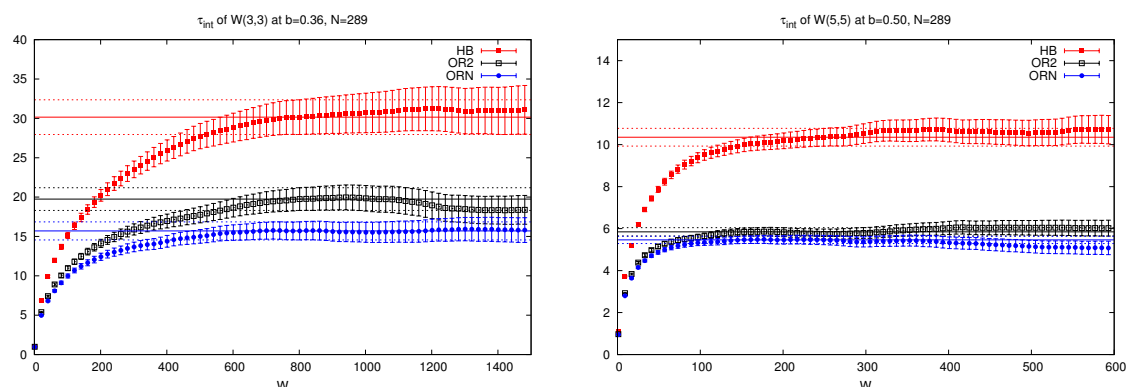 τint of W(3,3) at b=0.36, N=289
HB
OR2
ORN
40
35
30
25
20
15
10
5
0
0 200 400 600 800 1000 1200 1400
W
τint of W(5,5) at b=0.50, N=289
HB
OR2
ORN
14
12
10
8
6
4
2
0
0 100 200 300 400 500 600
W